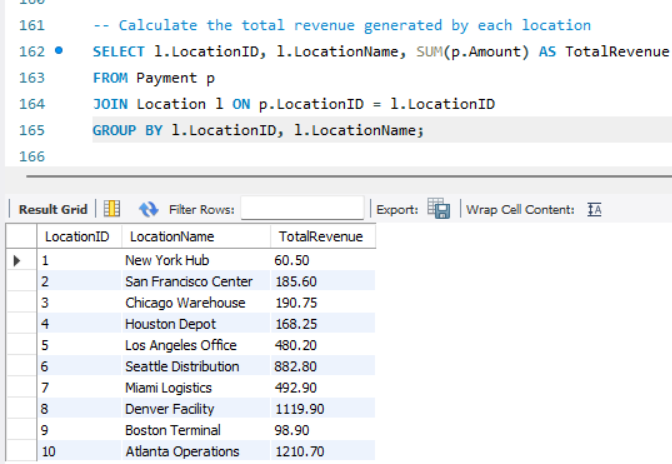 160
161 -- Calculate the total revenue generated by each location
162 SELECT l.LocationID, l.LocationName, SUM(p.Amount) AS TotalRevenue
163 FROM Payment p
164 JOIN Location l ON p.LocationID = l.LocationID
165 GROUP BY l.LocationID, l.LocationName;
166
Result Grid Filter Rows: Export: Wrap Cell Content: IA
LocationID LocationName TotalRevenue
1 New York Hub 60.50
2 San Francisco Center 185.60
3 Chicago Warehouse 190.75
4 Houston Depot 168.25
5 Los Angeles Office 480.20
6 Seattle Distribution 882.80
7 Miami Logistics 492.90
8 Denver Facility 1119.90
9 Boston Terminal 98.90
10 Atlanta Operations 1210.70